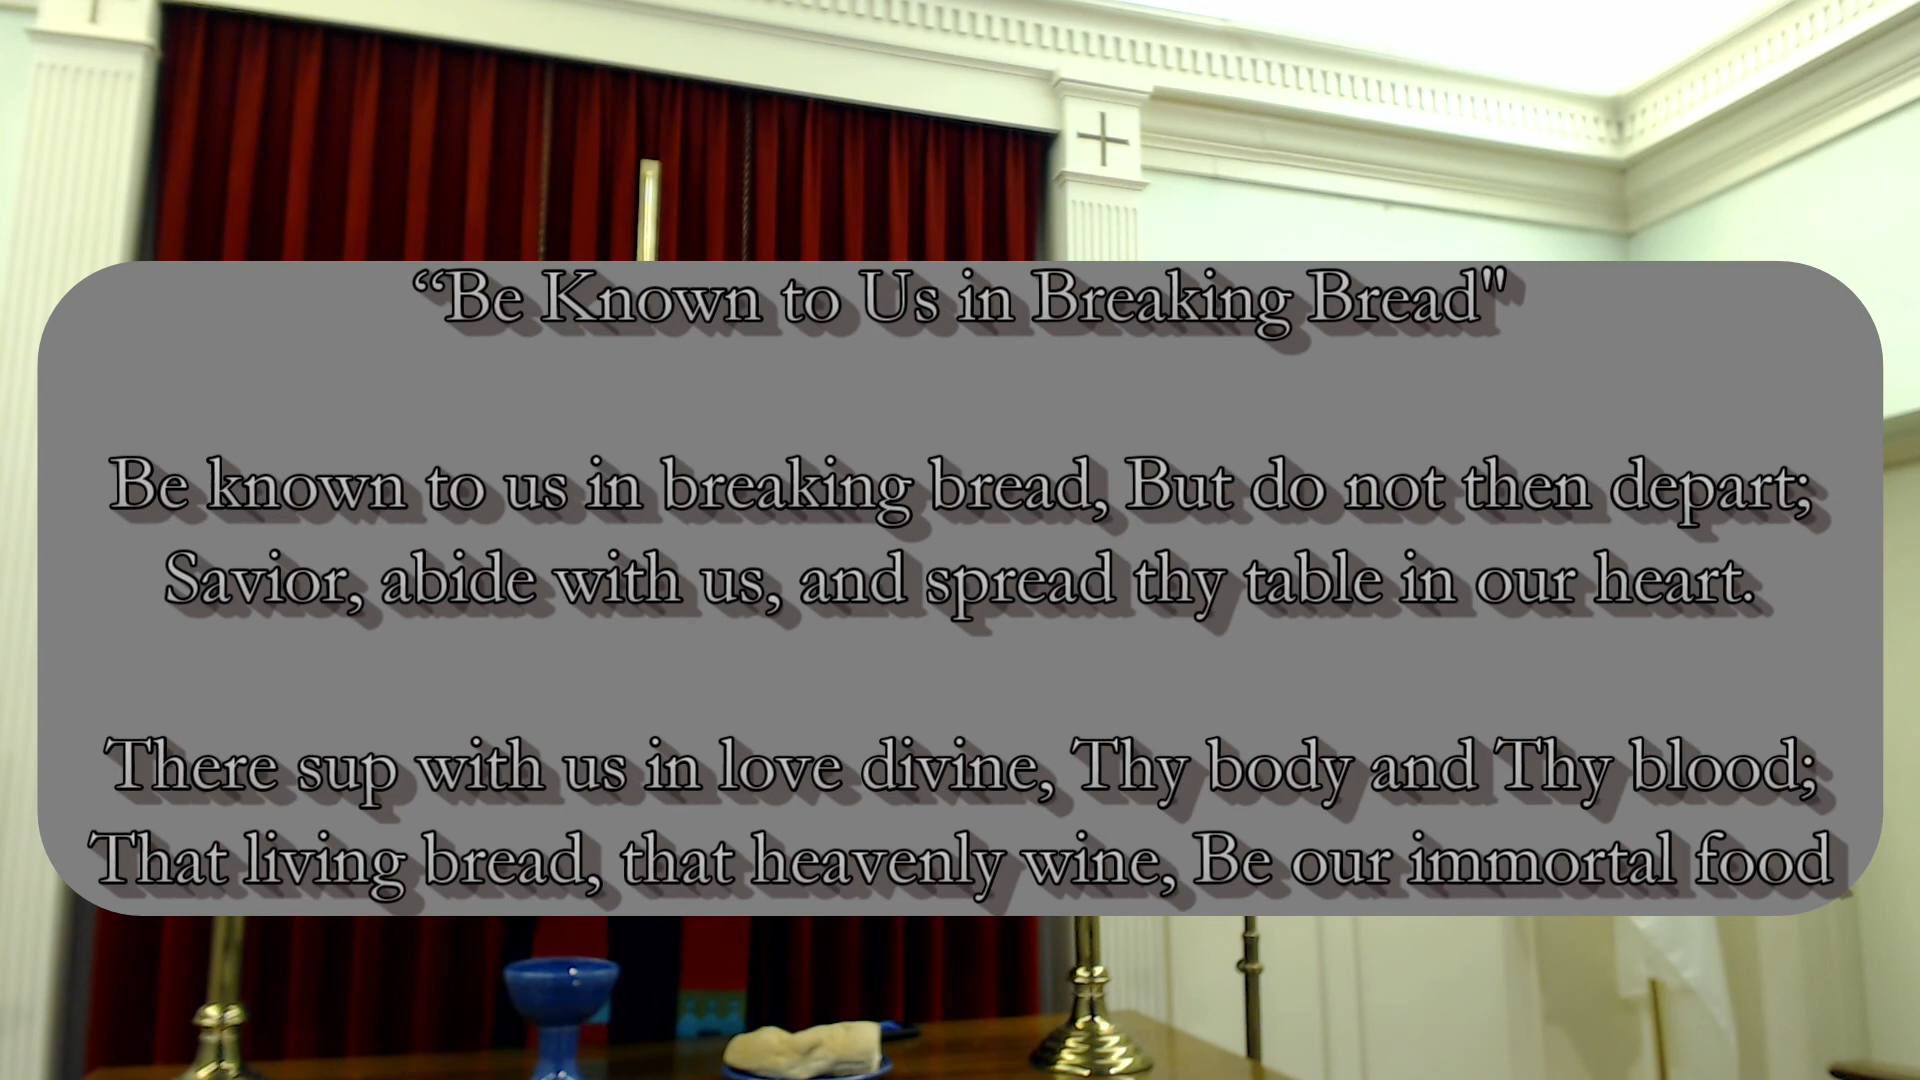 “Be Known to Us in Breaking Bread"
Be known to us in breaking bread, But do not then depart;
Savior, abide with us, and spread thy table in our heart.
There sup with us in love divine, Thy body and Thy blood;
That living bread, that heavenly wine, Be our immortal food